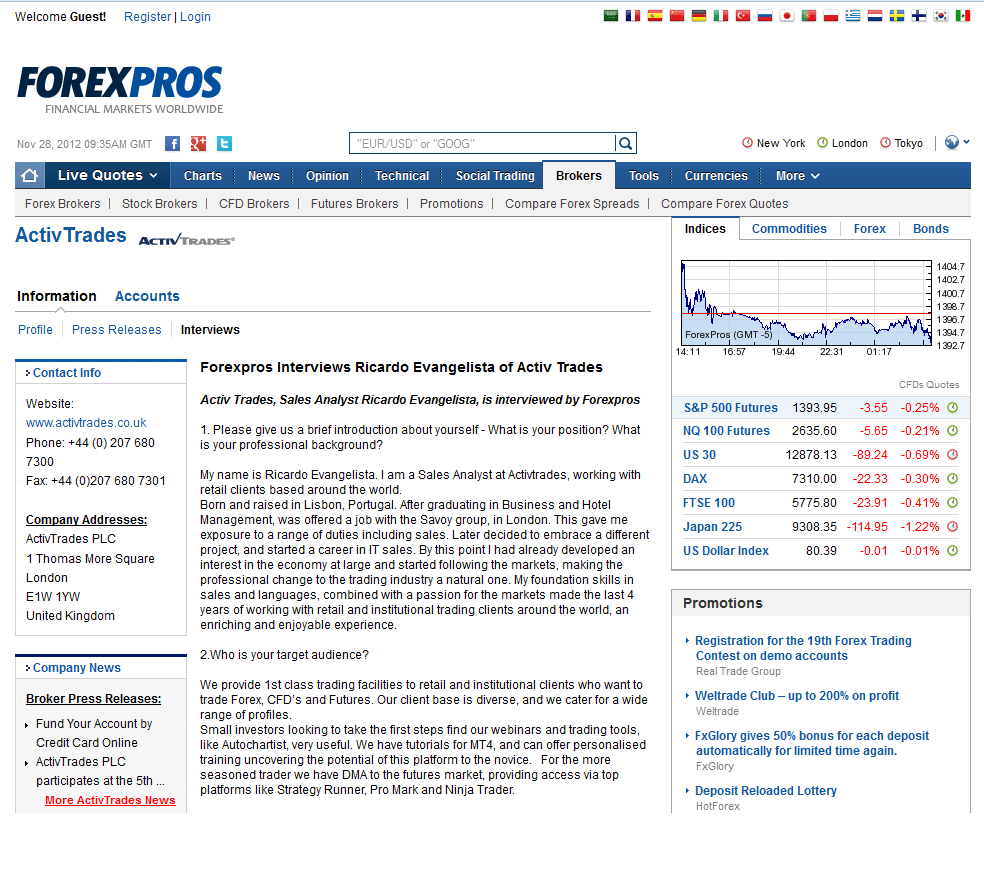 Welcome Guest! Register | Login
FOREXPROS
FINANCIAL MARKETS WORLDWIDE
Nov 28, 2012 09:35AM GMT
"EUR/USD" or "GOOG"
New York London Tokyo
Live Quotes Charts News Opinion Technical Social Trading Brokers Tools Currencies More
Forex Brokers | Stock Brokers | CFD Brokers | Futures Brokers | Promotions | Compare Forex Spreads | Compare Forex Quotes
ActivTrades ACTIVTRADES
Information Accounts
Profile Press Releases Interviews
Contact Info
Website:
www.activtrades.co.uk
Phone: +44 (0) 207 680
7300
Fax: +44 (0)207 680 7301
Company Addresses:
ActivTrades PLC
1 Thomas More Square
London
E1W 1YW
United Kingdom
Company News
Broker Press Releases:
Fund Your Account by
Credit Card Online
ActivTrades PLC
participates at the 5th ...
More ActivTrades News
Forexpros Interviews Ricardo Evangelista of Activ Trades
Activ Trades, Sales Analyst Ricardo Evangelista, is interviewed by Forexpros
1. Please give us a brief introduction about yourself - What is your position? What
is your professional background?
My name is Ricardo Evangelista. I am a Sales Analyst at Activtrades, working with
retail clients based around the world.
Born and raised in Lisbon, Portugal. After graduating in Business and Hotel
Management, was offered a job with the Savoy group, in London. This gave me
exposure to a range of duties including sales. Later decided to embrace a different
project, and started a career in IT sales. By this point I had already developed an
interest in the economy at large and started following the markets, making the
professional change to the trading industry a natural one. My foundation skills in
sales and languages, combined with a passion for the markets made the last 4
years of working with retail and institutional trading clients around the world, an
enriching and enjoyable experience.
2.Who is your target audience?
We provide 1st class trading facilities to retail and institutional clients who want to
trade Forex, CFD's and Futures. Our client base is diverse, and we cater for a wide
range of profiles.
Small investors looking to take the first steps find our webinars and trading tools,
like Autochartist, very useful. We have tutorials for MT4, and can offer personalised
training uncovering the potential of this platform to the novice. For the more
seasoned trader we have DMA to the futures market, providing access via top
platforms like Strategy Runner, Pro Mark and Ninja Trader.
Indices Commodities Forex Bonds
1404.7
1402.7
1400.7
1398.7
1396.7
1394.7
1392.7
ForexPros (GMT -5)
14:11 16:57 19:44 22:31 01:17
CFDs Quotes
S&P 500 Futures 1393.95 -3.55 -0.25%
NQ 100 Futures 2635.60 -5.65 -0.21%
US 30 12878.13 -89.24 -0.69%
DAX 7310.00 -22.33 -0.30%
FTSE 100 5775.80 -23.91 -0.41%
Japan 225 9308.35 -114.95 -1.22%
US Dollar Index 80.39 -0.01 -0.01%
Promotions
Registration for the 19th Forex Trading
Contest on demo accounts
Real Trade Group
Weltrade Club – up to 200% on profit
Weltrade
FxGlory gives 50% bonus for each deposit
automatically for limited time again.
FxGlory
Deposit Reloaded Lottery
HotForex